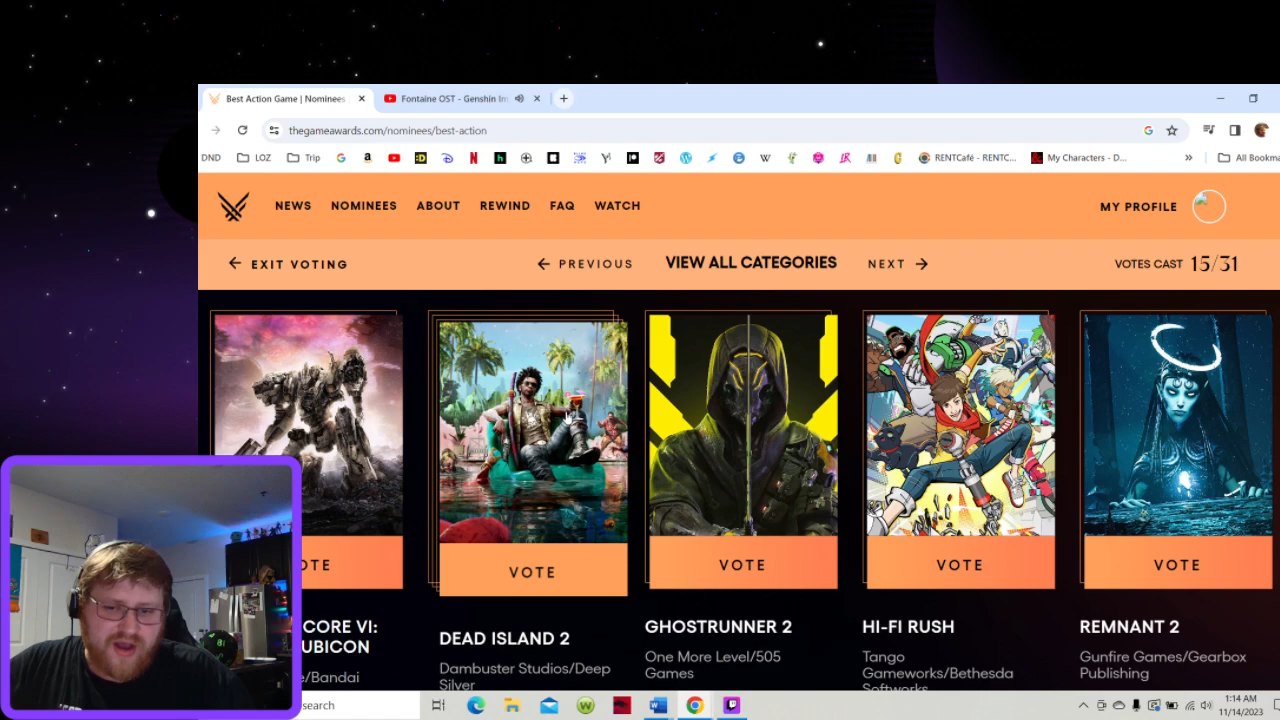 Best Action Game | Nominees
Fontaine OST - Genshin Im
thegameawards.com/nominees/best-action
DND
LOZ
Trip
RENTCafé - RENTC...
My Characters - D...
All Bookma
NEWS
NOMINEES
ABOUT
REWIND
FAQ
WATCH
MY PROFILE
EXIT VOTING
PREVIOUS
VIEW ALL CATEGORIES
NEXT
VOTES CAST 15/31
OTE
VOTE
VOTE
VOTE
VOTE
CORE VI:
UBICON
e/Bandai
DEAD ISLAND 2
Dambuster Studios/Deep
Silver
GHOSTRUNNER 2
One More Level/505
Games
HI-FI RUSH
Tango
Gameworks/Bethesda
Softworks
REMNANT 2
Gunfire Games/Gearbox
Publishing
search
1:14 AM
11/14/2023